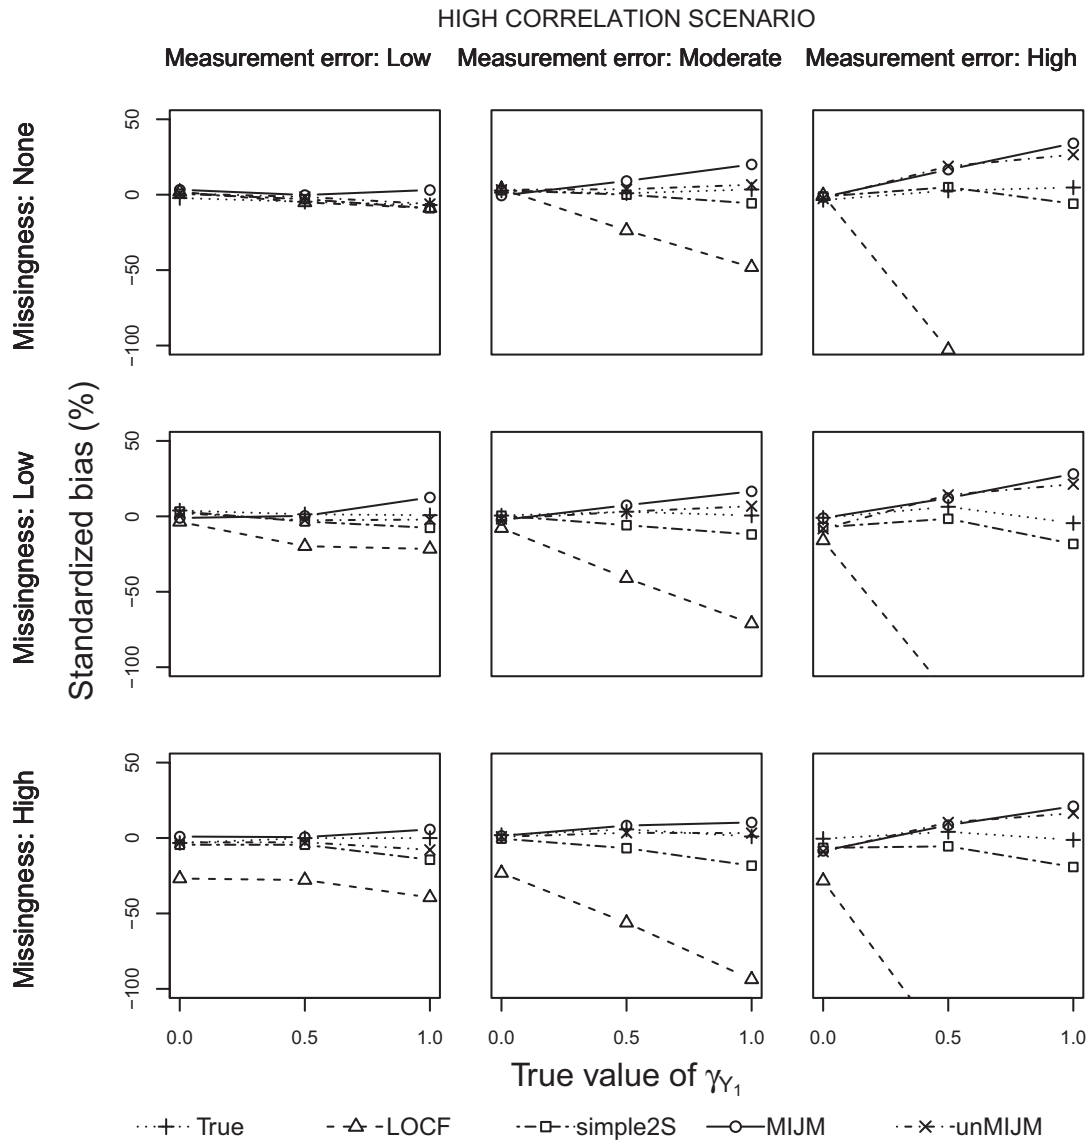 HIGH CORRELATION SCENARIO
Measurement error: Low Measurement error: Moderate Measurement error: High
Missingness: None
50
0
−50
−100
Missingness: Low
Standardized bias (%)
50
0
−50
−100
Missingness: High
50
0
−50
−100
0.0 0.5 1.0 0.0 0.5 1.0 0.0 0.5 1.0
True value of γY1
True LOCF simple2S MIJM unMIJM